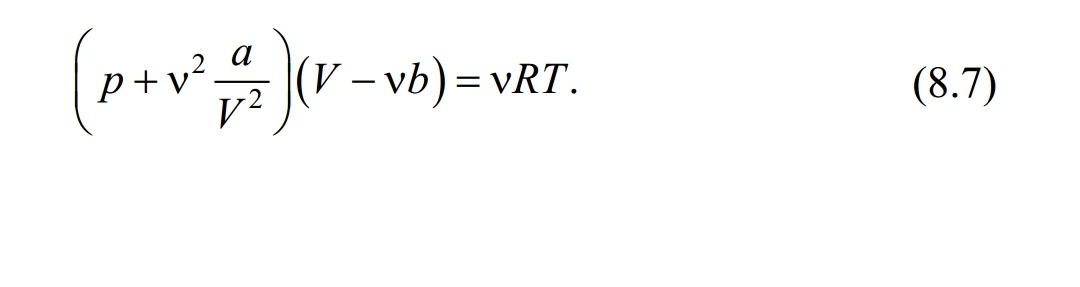 (p + ν² a/V²)(V − νb) = νRT. (8.7)